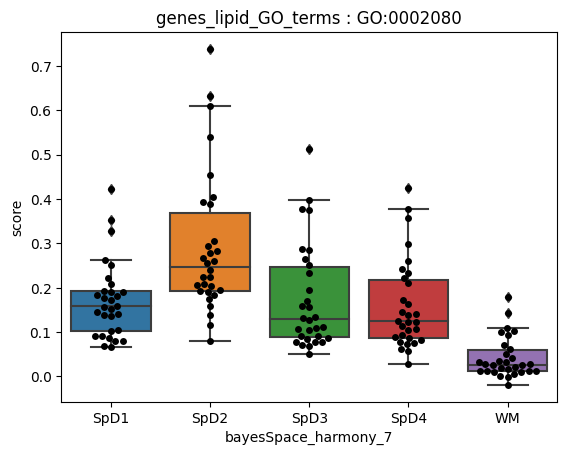 genes_lipid_GO_terms : GO:0002080
0.7
0.6
0.5
0.4
0.3
0.2
0.1
0.0
score
SpD1 SpD2 SpD3 SpD4 WM
bayesSpace_harmony_7